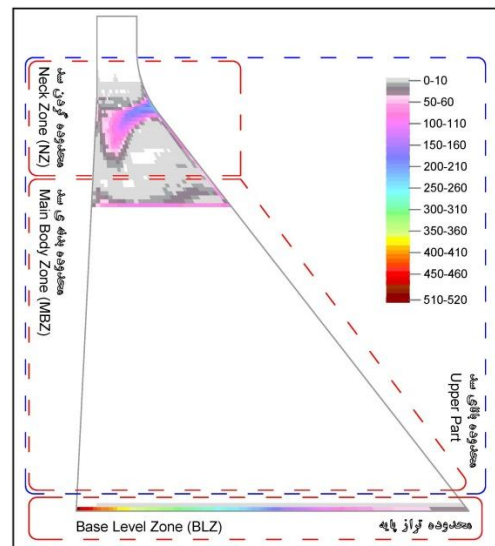 محدوده گردن سد
Neck Zone (NZ)
محدوده بدنه ی سد
Main Body Zone (MBZ)
0-10
50-60
100-110
150-160
200-210
250-260
300-310
350-360
400-410
450-460
510-520
محدوده بالای سد
Upper Part
Base Level Zone (BLZ)
محدوده تراز پایه